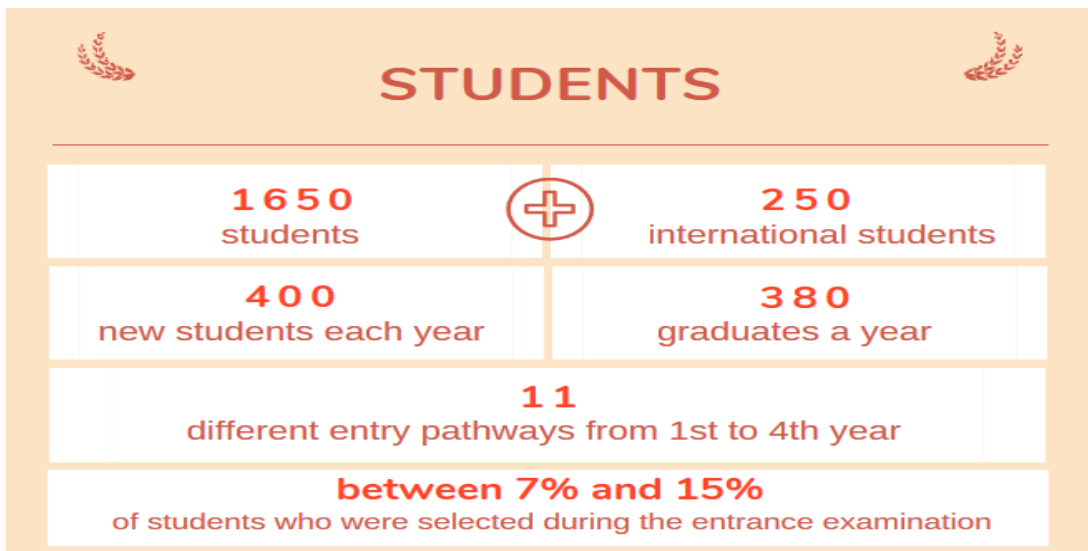 STUDENTS
1650
students
250
international students
400
new students each year
380
graduates a year
11
different entry pathways from 1st to 4th year
between 7% and 15%
of students who were selected during the entrance examination